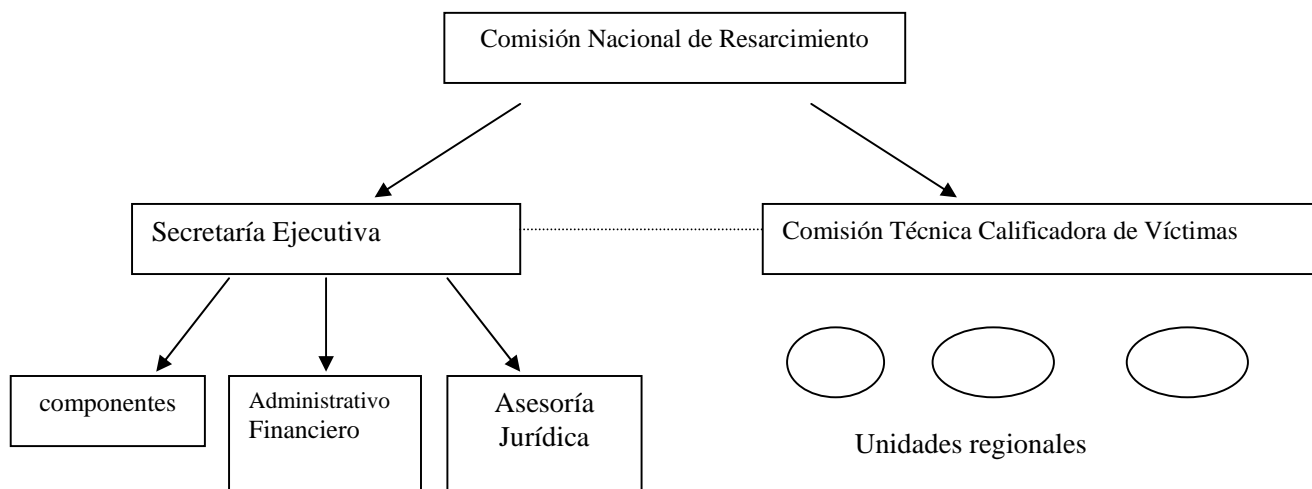 Comisión Nacional de Resarcimiento
Secretaría Ejecutiva
Comisión Técnica Calificadora de Víctimas
componentes
Administrativo
Financiero
Asesoría
Jurídica
Unidades regionales